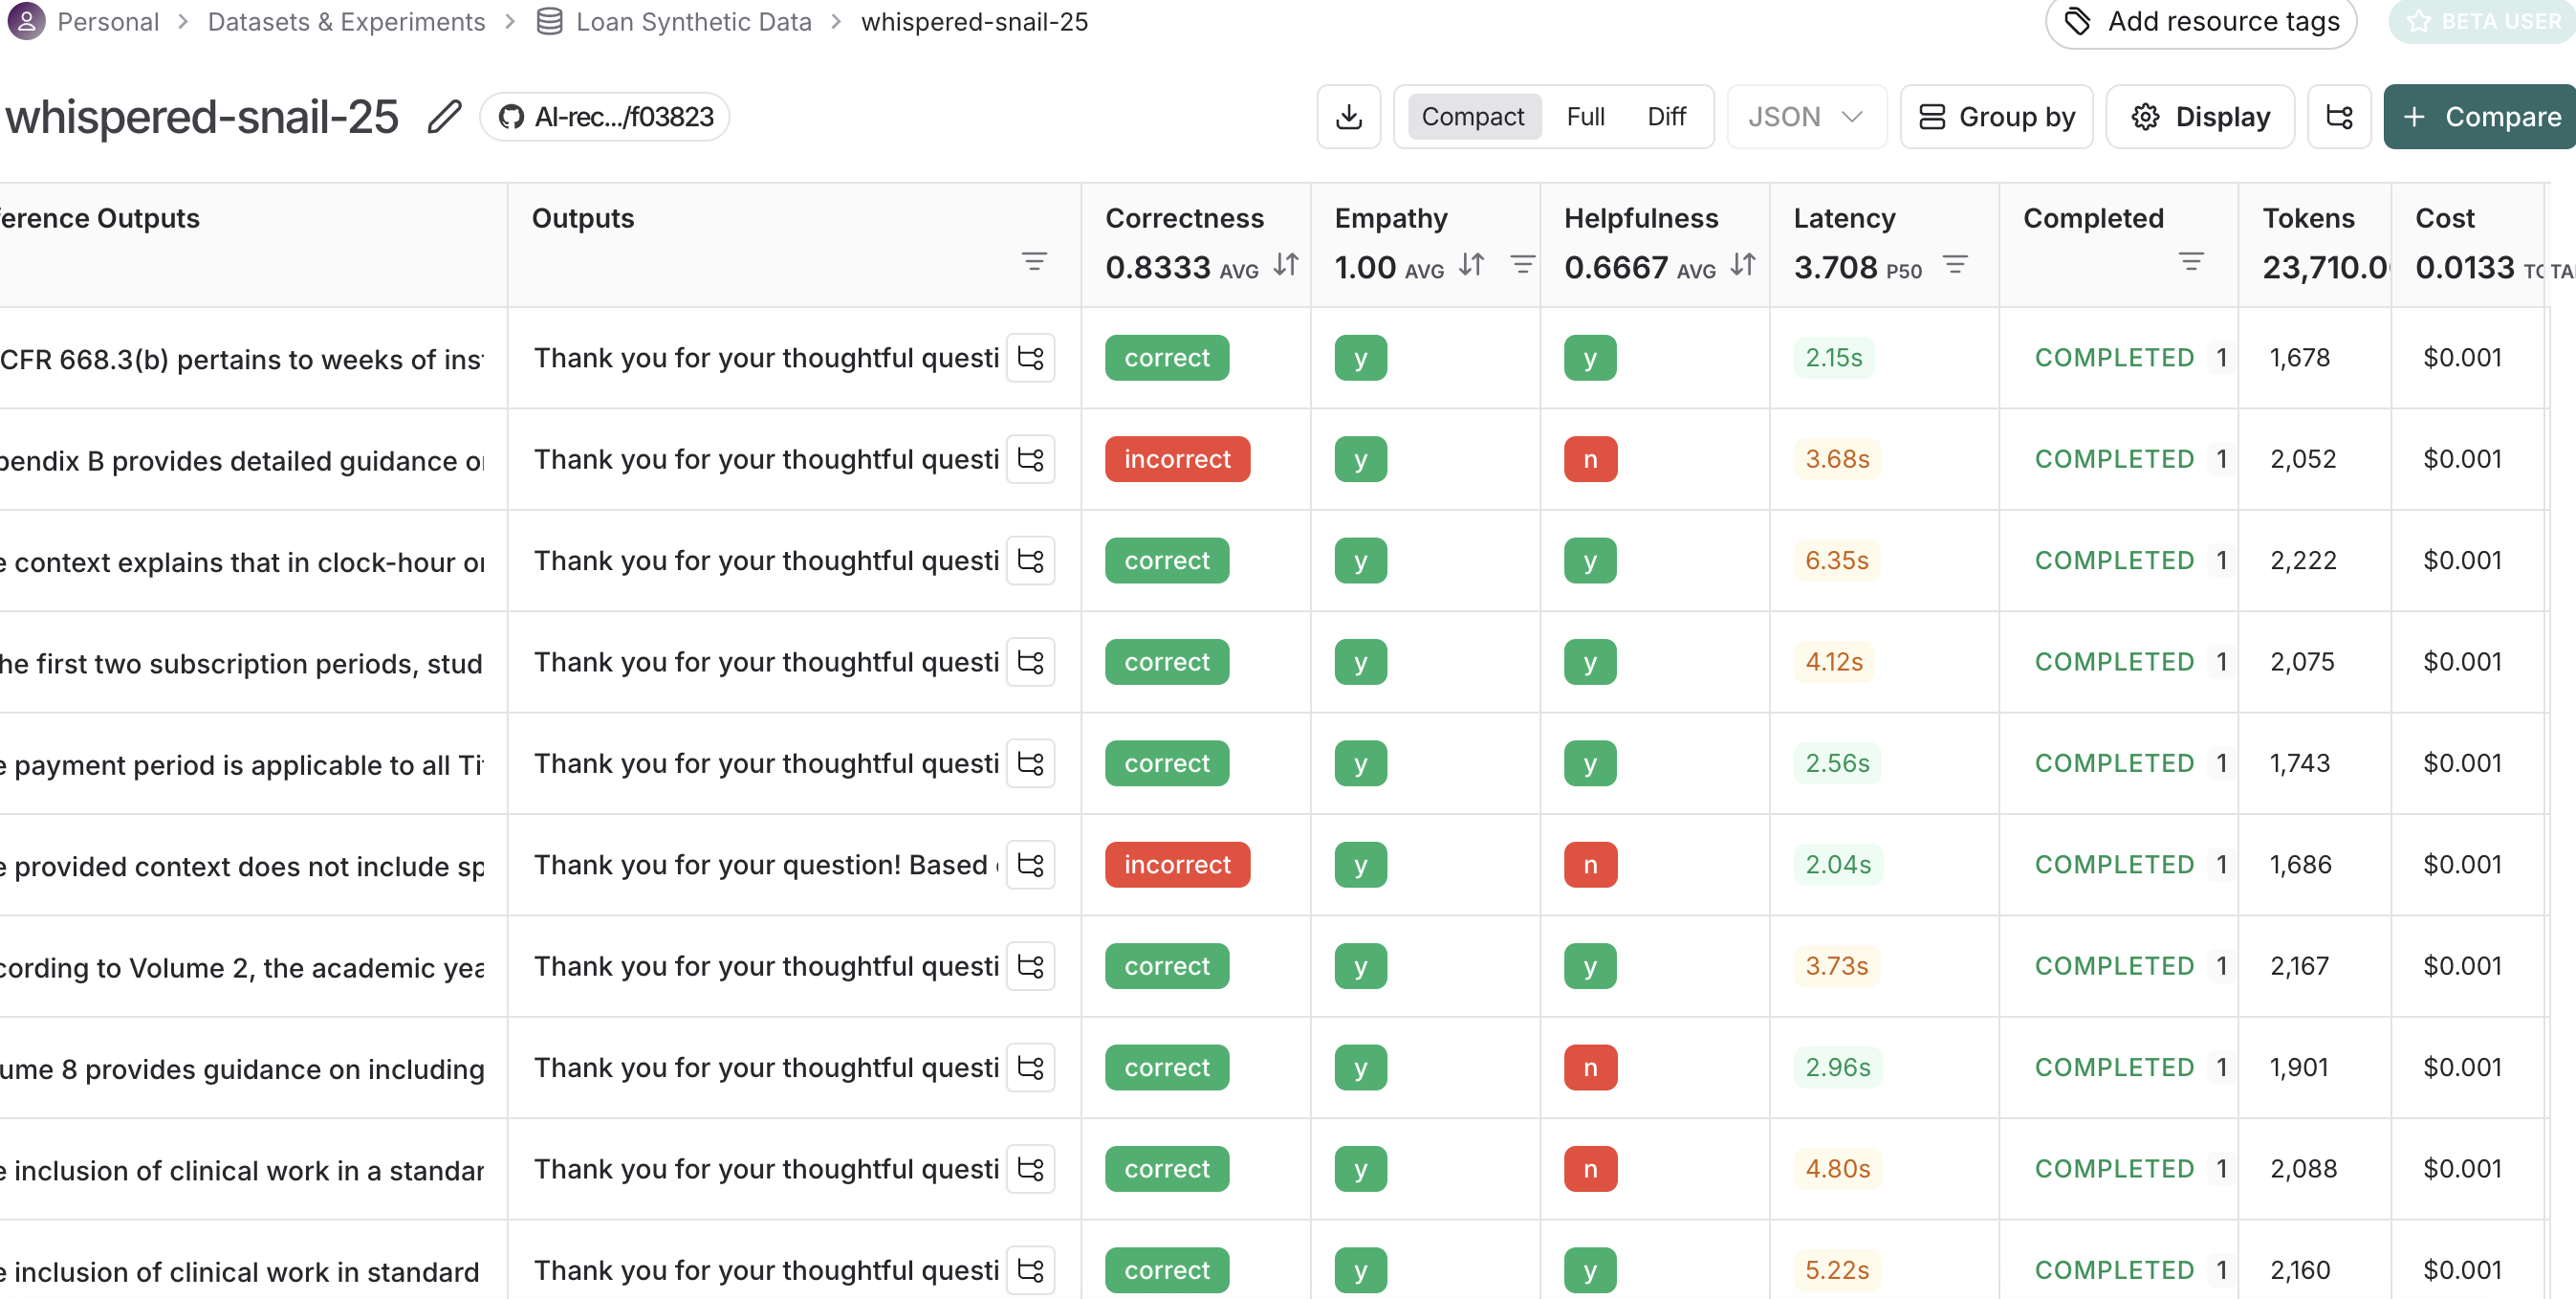 Personal > Datasets & Experiments > Loan Synthetic Data > whispered-snail-25
Add resource tags
BETA USER
whispered-snail-25
AI-rec.../f03823
Compact Full Diff
JSON
Group by
Display
+ Compare
ference Outputs Outputs Correctness Empathy Helpfulness Latency Completed Tokens Cost
0.8333 AVG 1.00 AVG 0.6667 AVG 3.708 P50 23,710.0 0.0133 TOTA
CFR 668.3(b) pertains to weeks of ins Thank you for your thoughtful questi correct y y 2.15s COMPLETED 1 1,678 $0.001
pendix B provides detailed guidance o Thank you for your thoughtful questi incorrect y n 3.68s COMPLETED 1 2,052 $0.001
e context explains that in clock-hour or Thank you for your thoughtful questi correct y y 6.35s COMPLETED 1 2,222 $0.001
he first two subscription periods, stud Thank you for your thoughtful questi correct y y 4.12s COMPLETED 1 2,075 $0.001
e payment period is applicable to all Ti Thank you for your thoughtful questi correct y y 2.56s COMPLETED 1 1,743 $0.001
e provided context does not include sp Thank you for your question! Based incorrect y n 2.04s COMPLETED 1 1,686 $0.001
cording to Volume 2, the academic yea Thank you for your thoughtful questi correct y y 3.73s COMPLETED 1 2,167 $0.001
ume 8 provides guidance on including Thank you for your thoughtful questi correct y n 2.96s COMPLETED 1 1,901 $0.001
e inclusion of clinical work in a standar Thank you for your thoughtful questi correct y n 4.80s COMPLETED 1 2,088 $0.001
e inclusion of clinical work in standard Thank you for your thoughtful questi correct y y 5.22s COMPLETED 1 2,160 $0.001